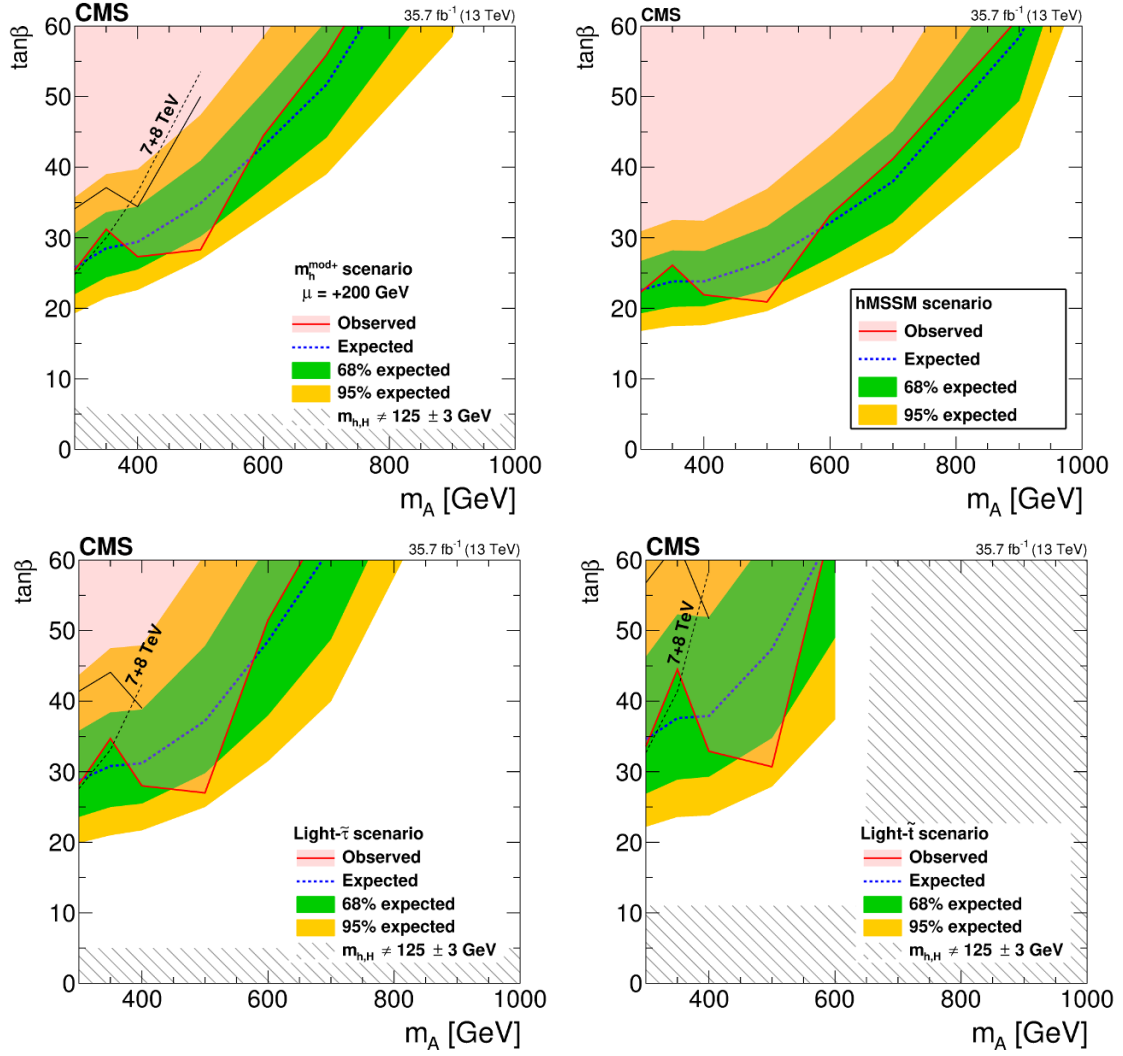 CMS 35.7 fb⁻¹ (13 TeV)
tanβ
60
50
40
30
20
10
0
7+8 TeV
m_h^mod+ scenario
μ = +200 GeV
Observed
Expected
68% expected
95% expected
m_h,H ≠ 125 ± 3 GeV
400 600 800 1000
m_A [GeV]
CMS 35.7 fb⁻¹ (13 TeV)
tanβ
60
50
40
30
20
10
0
hMSSM scenario
Observed
Expected
68% expected
95% expected
400 600 800 1000
m_A [GeV]
CMS 35.7 fb⁻¹ (13 TeV)
tanβ
60
50
40
30
20
10
0
7+8 TeV
Light-τ̃ scenario
Observed
Expected
68% expected
95% expected
m_h,H ≠ 125 ± 3 GeV
400 600 800 1000
m_A [GeV]
CMS 35.7 fb⁻¹ (13 TeV)
tanβ
60
50
40
30
20
10
0
7+8 TeV
Light-t̃ scenario
Observed
Expected
68% expected
95% expected
m_h,H ≠ 125 ± 3 GeV
400 600 800 1000
m_A [GeV]